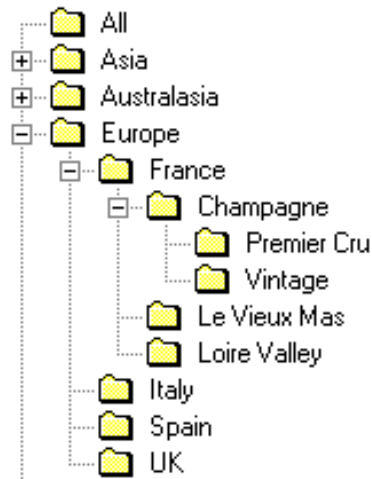 All
Asia
Australasia
Europe
France
Champagne
Premier Cru
Vintage
Le Vieux Mas
Loire Valley
Italy
Spain
UK